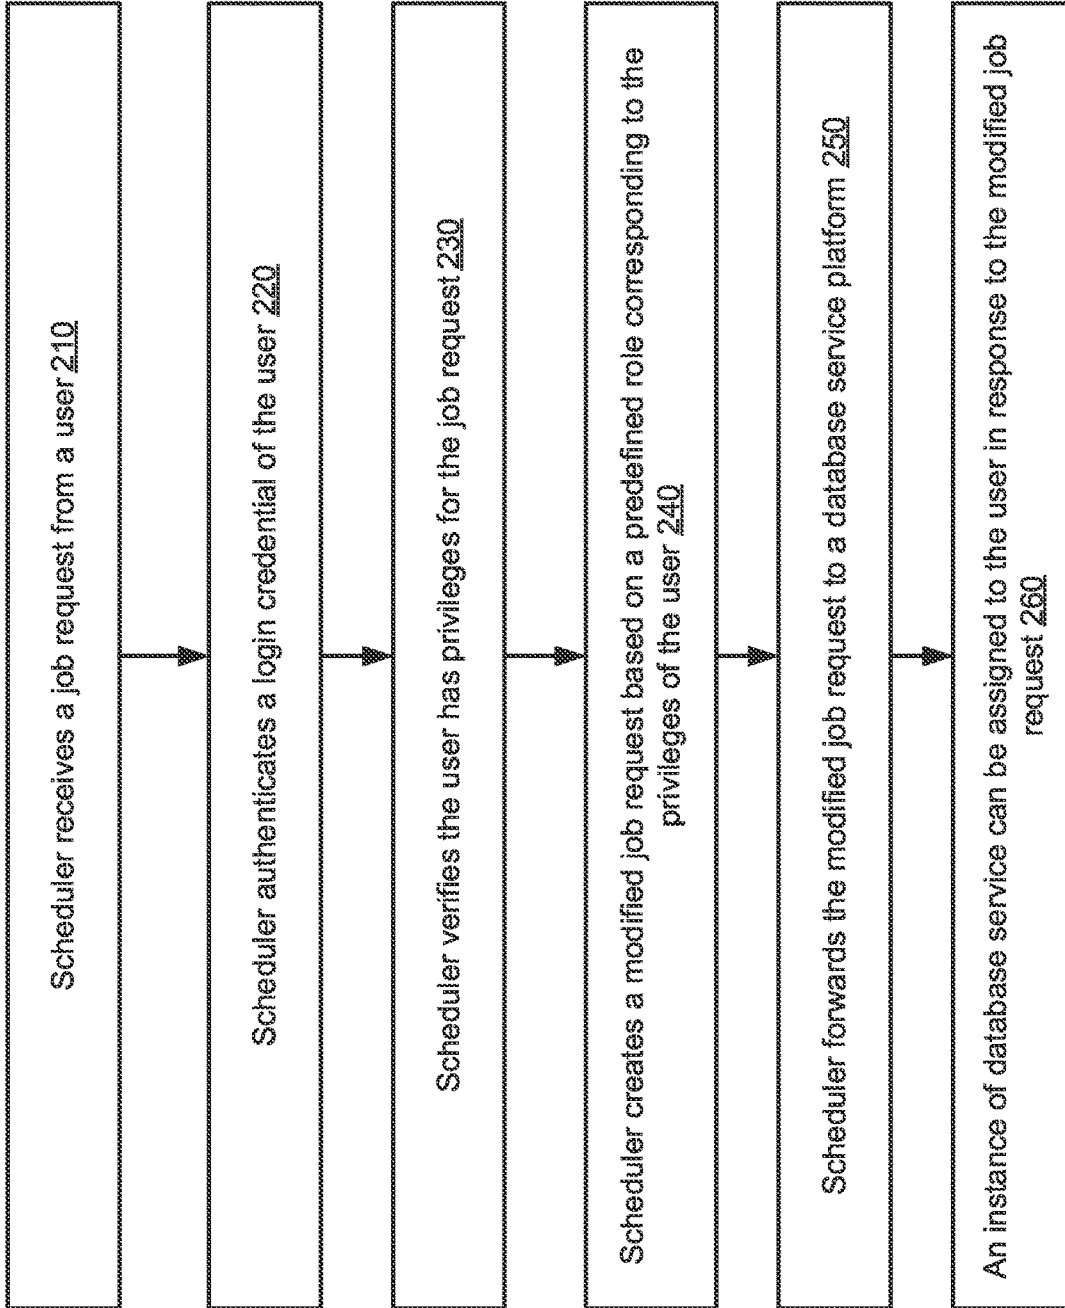 Scheduler receives a job request from a user 210
Scheduler authenticates a login credential of the user 220
Scheduler verifies the user has privileges for the job request 230
Scheduler creates a modified job request based on a predefined role corresponding to the
privileges of the user 240
Scheduler forwards the modified job request to a database service platform 250
An instance of database service can be assigned to the user in response to the modified job
request 260